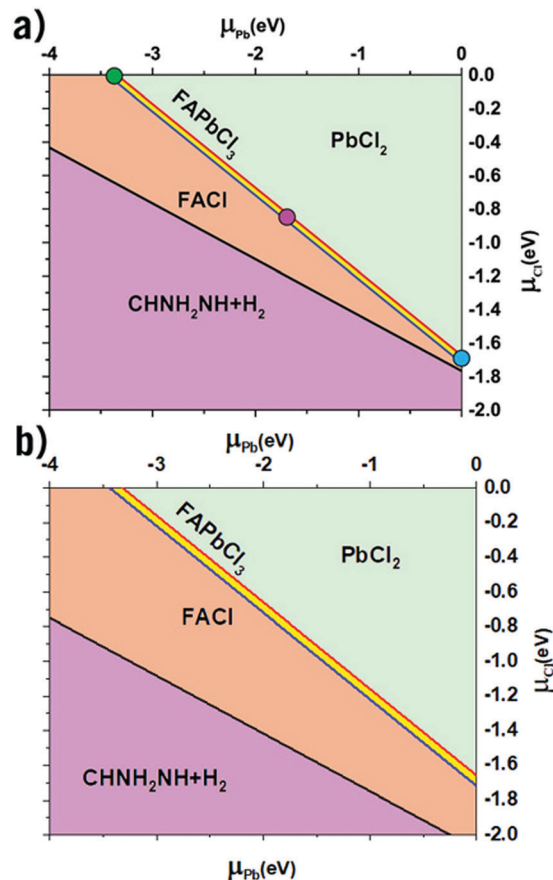 a)
μPb(eV)
-4 -3 -2 -1 0
0.0
-0.2
-0.4
-0.6
-0.8
-1.0
-1.2
-1.4
-1.6
-1.8
-2.0
μCl(eV)
FAPbCl3
PbCl2
FACl
CHNH2NH+H2
b)
μPb(eV)
-4 -3 -2 -1 0
0.0
-0.2
-0.4
-0.6
-0.8
-1.0
-1.2
-1.4
-1.6
-1.8
-2.0
μCl(eV)
FAPbCl3
PbCl2
FACl
CHNH2NH+H2
μPb(eV)